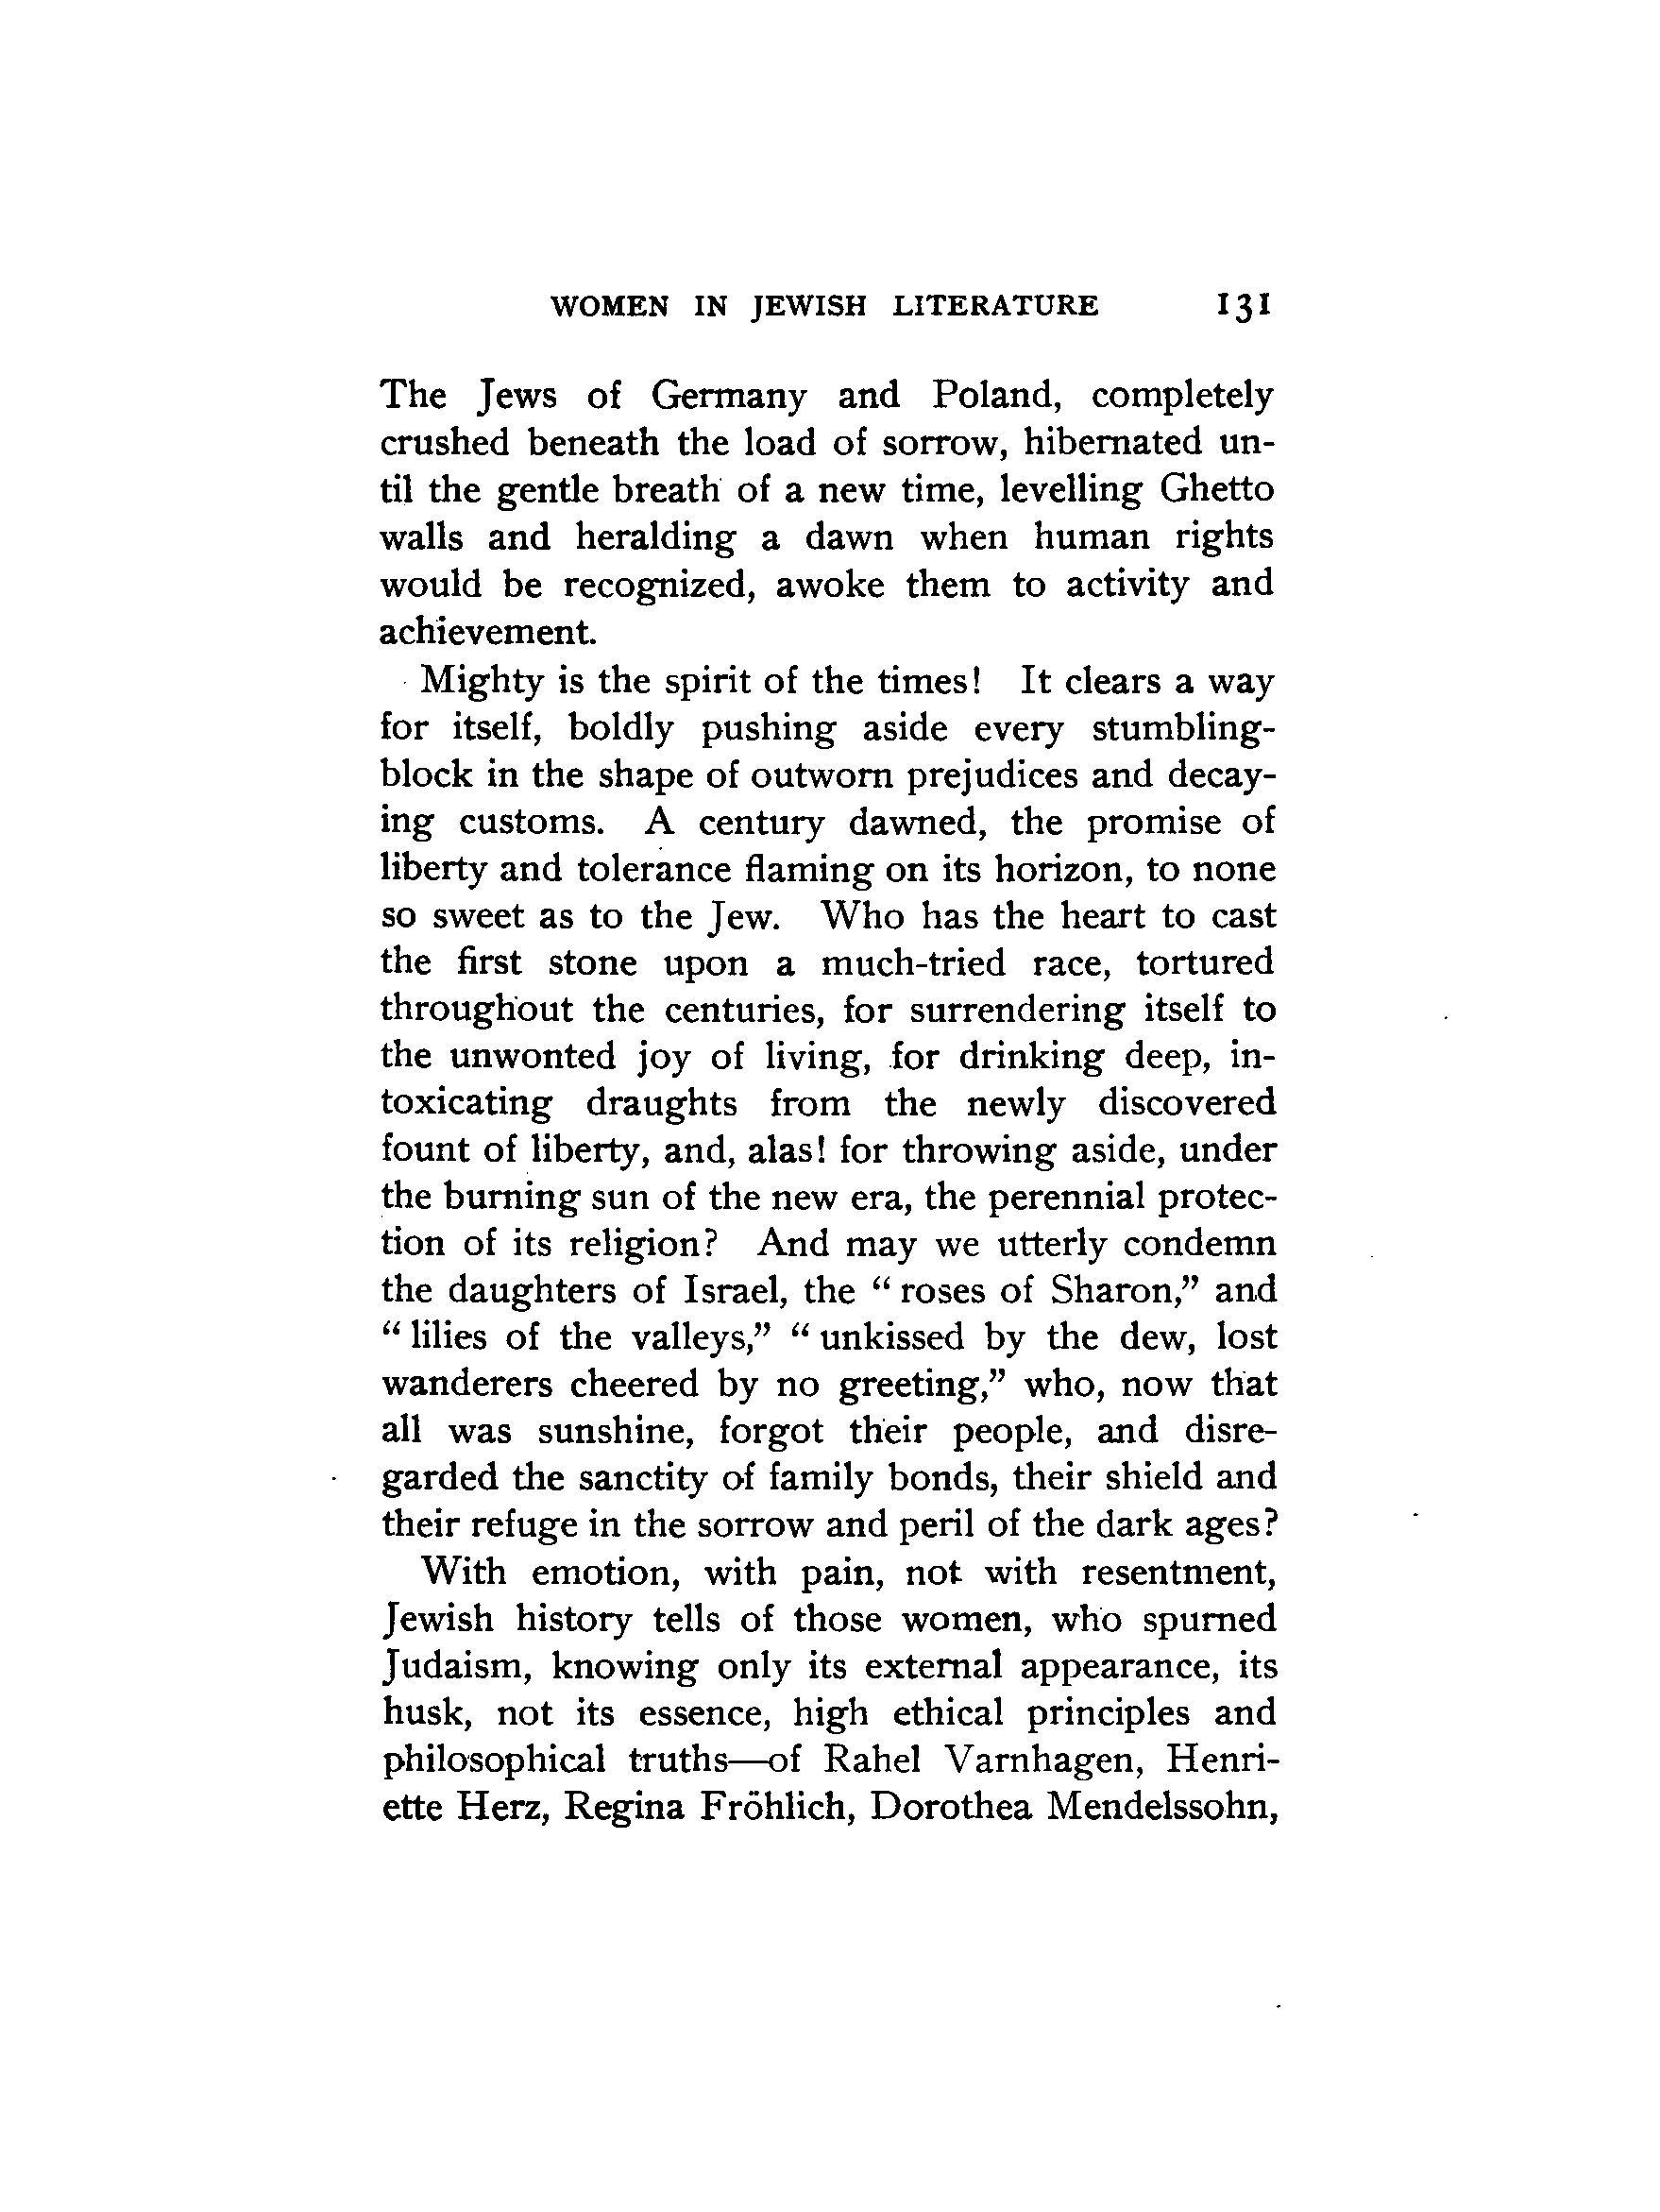 WOMEN IN JEWISH LITERATURE 131
The Jews of Germany and Poland, completely
crushed beneath the load of sorrow, hibernated un-
til the gentle breath of a new time, levelling Ghetto
walls and heralding a dawn when human rights
would be recognized, awoke them to activity and
achievement.
Mighty is the spirit of the times! It clears a way
for itself, boldly pushing aside every stumbling-
block in the shape of outworn prejudices and decay-
ing customs. A century dawned, the promise of
liberty and tolerance flaming on its horizon, to none
so sweet as to the Jew. Who has the heart to cast
the first stone upon a much-tried race, tortured
throughout the centuries, for surrendering itself to
the unwonted joy of living, for drinking deep, in-
toxicating draughts from the newly discovered
fount of liberty, and, alas! for throwing aside, under
the burning sun of the new era, the perennial protec-
tion of its religion? And may we utterly condemn
the daughters of Israel, the “ roses of Sharon,” and
“ lilies of the valleys,” “ unkissed by the dew, lost
wanderers cheered by no greeting,” who, now that
all was sunshine, forgot their people, and disre-
garded the sanctity of family bonds, their shield and
their refuge in the sorrow and peril of the dark ages?
With emotion, with pain, not with resentment,
Jewish history tells of those women, who spurned
Judaism, knowing only its external appearance, its
husk, not its essence, high ethical principles and
philosophical truths—of Rahel Varnhagen, Henri-
ette Herz, Regina Fröhlich, Dorothea Mendelssohn,